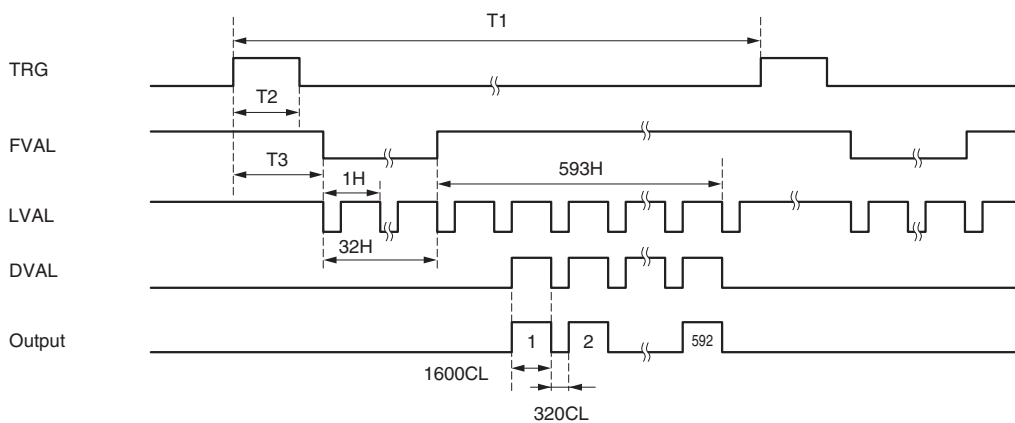 T1
TRG
T2
FVAL
T3
1H
593H
LVAL
32H
DVAL
Output
1
2
592
1600CL
320CL